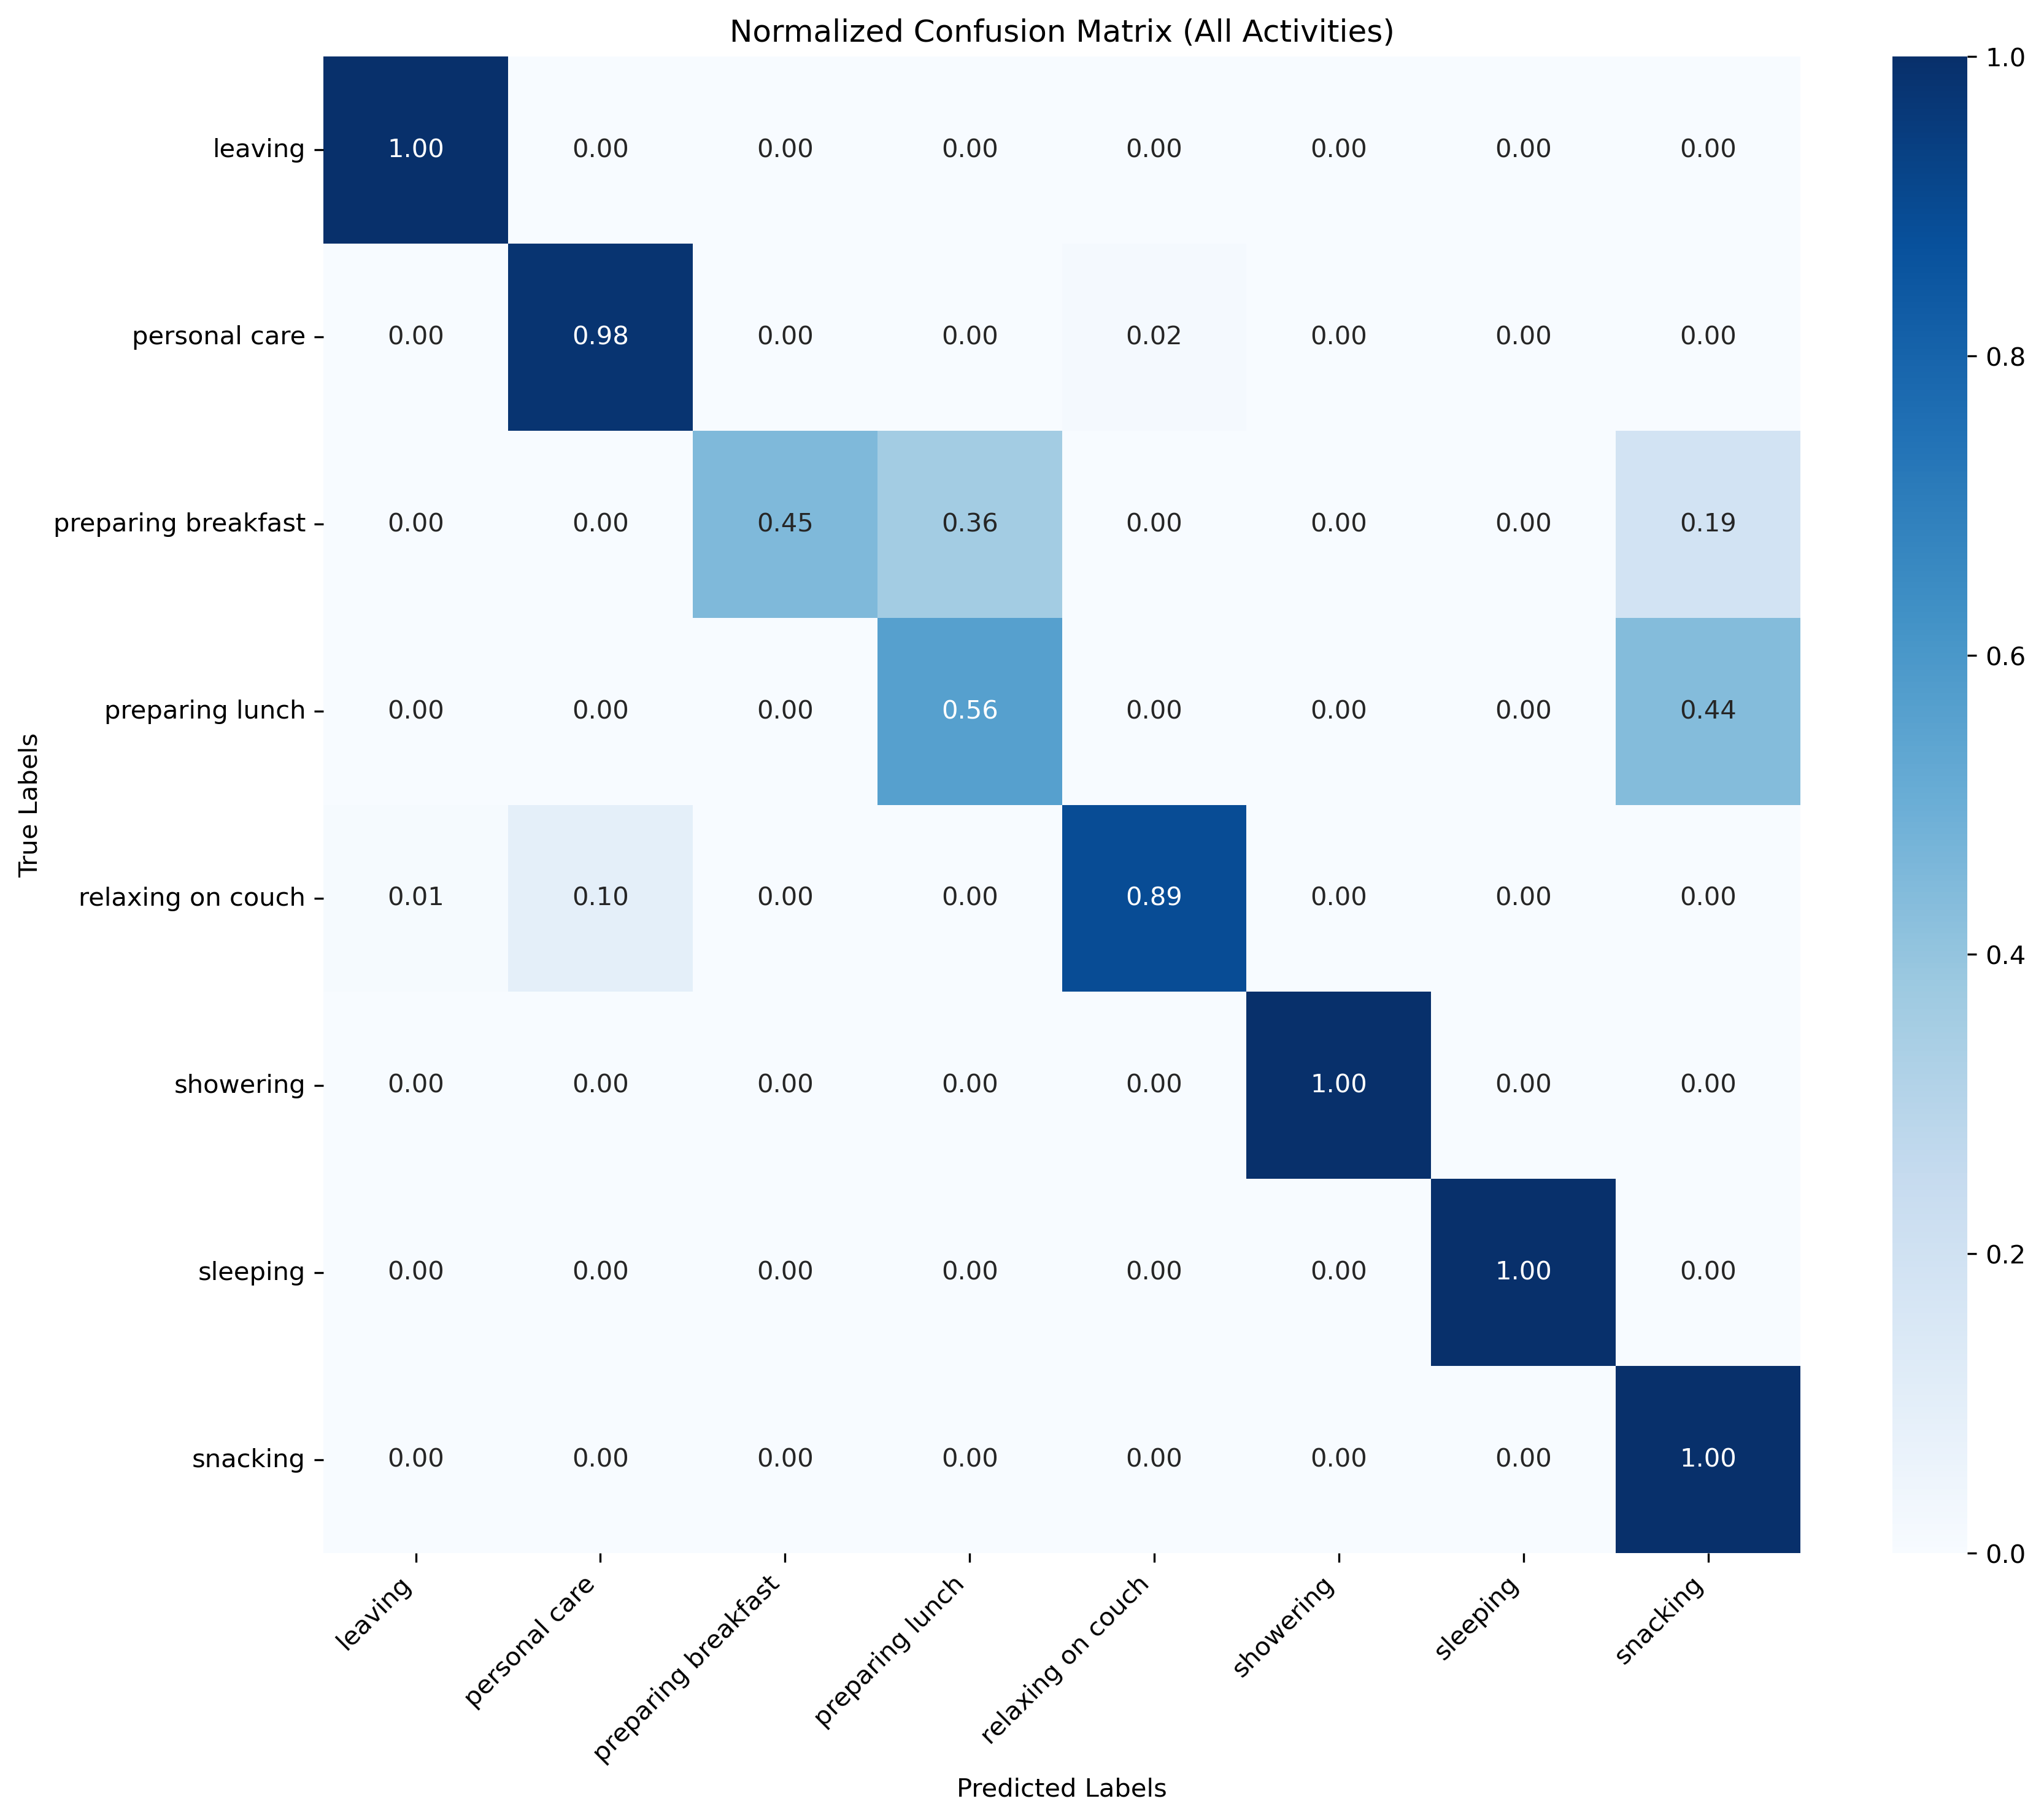 Normalized Confusion Matrix (All Activities)
True Labels
leaving 1.00 0.00 0.00 0.00 0.00 0.00 0.00 0.00
personal care 0.00 0.98 0.00 0.00 0.02 0.00 0.00 0.00
preparing breakfast 0.00 0.00 0.45 0.36 0.00 0.00 0.00 0.19
preparing lunch 0.00 0.00 0.00 0.56 0.00 0.00 0.00 0.44
relaxing on couch 0.01 0.10 0.00 0.00 0.89 0.00 0.00 0.00
showering 0.00 0.00 0.00 0.00 0.00 1.00 0.00 0.00
sleeping 0.00 0.00 0.00 0.00 0.00 0.00 1.00 0.00
snacking 0.00 0.00 0.00 0.00 0.00 0.00 0.00 1.00
leaving
personal care
preparing breakfast
preparing lunch
relaxing on couch
showering
sleeping
snacking
Predicted Labels
1.0
0.8
0.6
0.4
0.2
0.0